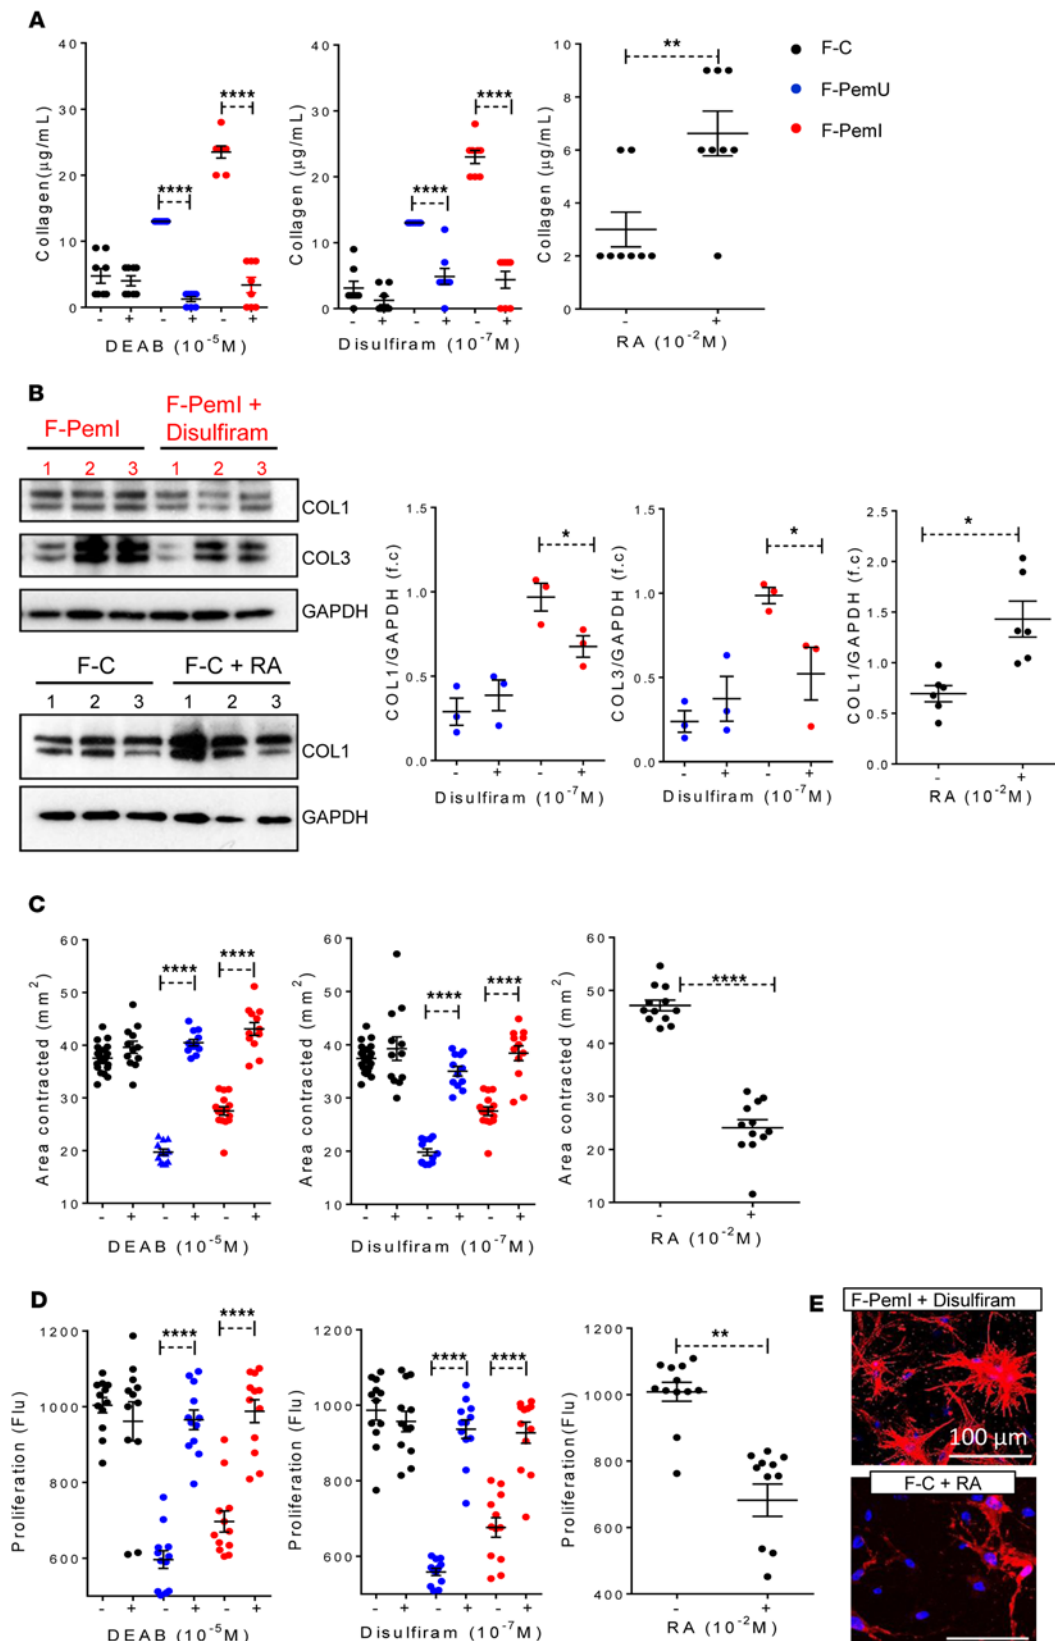 A
Collagen (µg/mL)
40
30
20
10
0
****
****
- + - + - +
DEAB (10⁻⁵M)
Collagen (µg/mL)
40
30
20
10
0
****
****
- + - + - +
Disulfiram (10⁻⁷M)
Collagen (µg/mL)
10
8
6
4
2
0
**
- +
RA (10⁻²M)
F-C
F-PemU
F-PemI
B
F-PemI
F-PemI + Disulfiram
1 2 3 1 2 3
COL1
COL3
GAPDH
F-C
F-C + RA
1 2 3 1 2 3
COL1
GAPDH
COL1/GAPDH (f.c)
1.5
1.0
0.5
0.0
*
- + - +
Disulfiram (10⁻⁷M)
COL3/GAPDH (f.c)
1.5
1.0
0.5
0.0
*
- + - +
Disulfiram (10⁻⁷M)
COL1/GAPDH (f.c)
2.5
2.0
1.5
1.0
0.5
0.0
*
- +
RA (10⁻²M)
C
Area contracted (mm²)
60
50
40
30
20
10
****
****
- + - + - +
DEAB (10⁻⁵M)
Area contracted (mm²)
60
50
40
30
20
10
****
****
- + - + - +
Disulfiram (10⁻⁷M)
Area contracted (mm²)
60
50
40
30
20
10
****
- +
RA (10⁻²M)
D
Proliferation (Flu)
1200
1000
800
600
****
****
- + - + - +
DEAB (10⁻⁵M)
Proliferation (Flu)
1200
1000
800
600
****
****
- + - + - +
Disulfiram (10⁻⁷M)
Proliferation (Flu)
1200
1000
800
600
400
**
- +
RA (10⁻²M)
E
F-PemI + Disulfiram
100 µm
F-C + RA